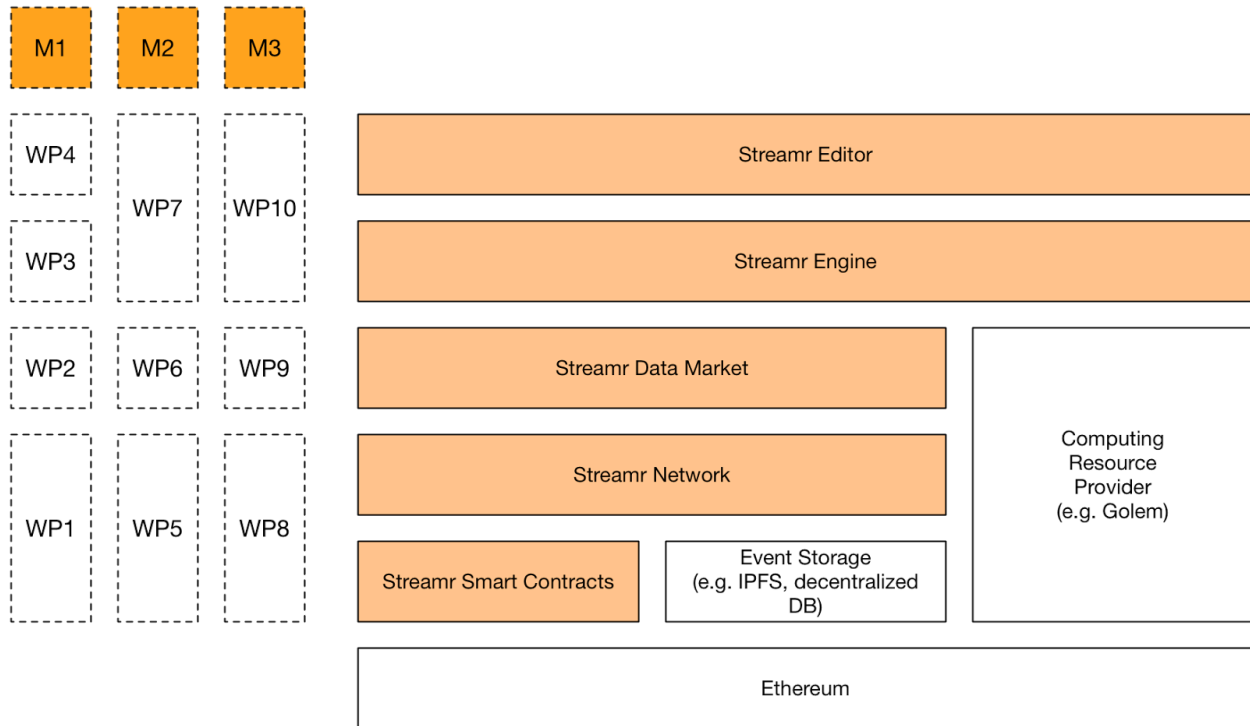 M1
M2
M3
WP4
WP7
WP10
Streamr Editor
WP3
Streamr Engine
WP2
WP6
WP9
Streamr Data Market
Computing
Resource
Provider
(e.g. Golem)
WP1
WP5
WP8
Streamr Network
Streamr Smart Contracts
Event Storage
(e.g. IPFS, decentralized
DB)
Ethereum